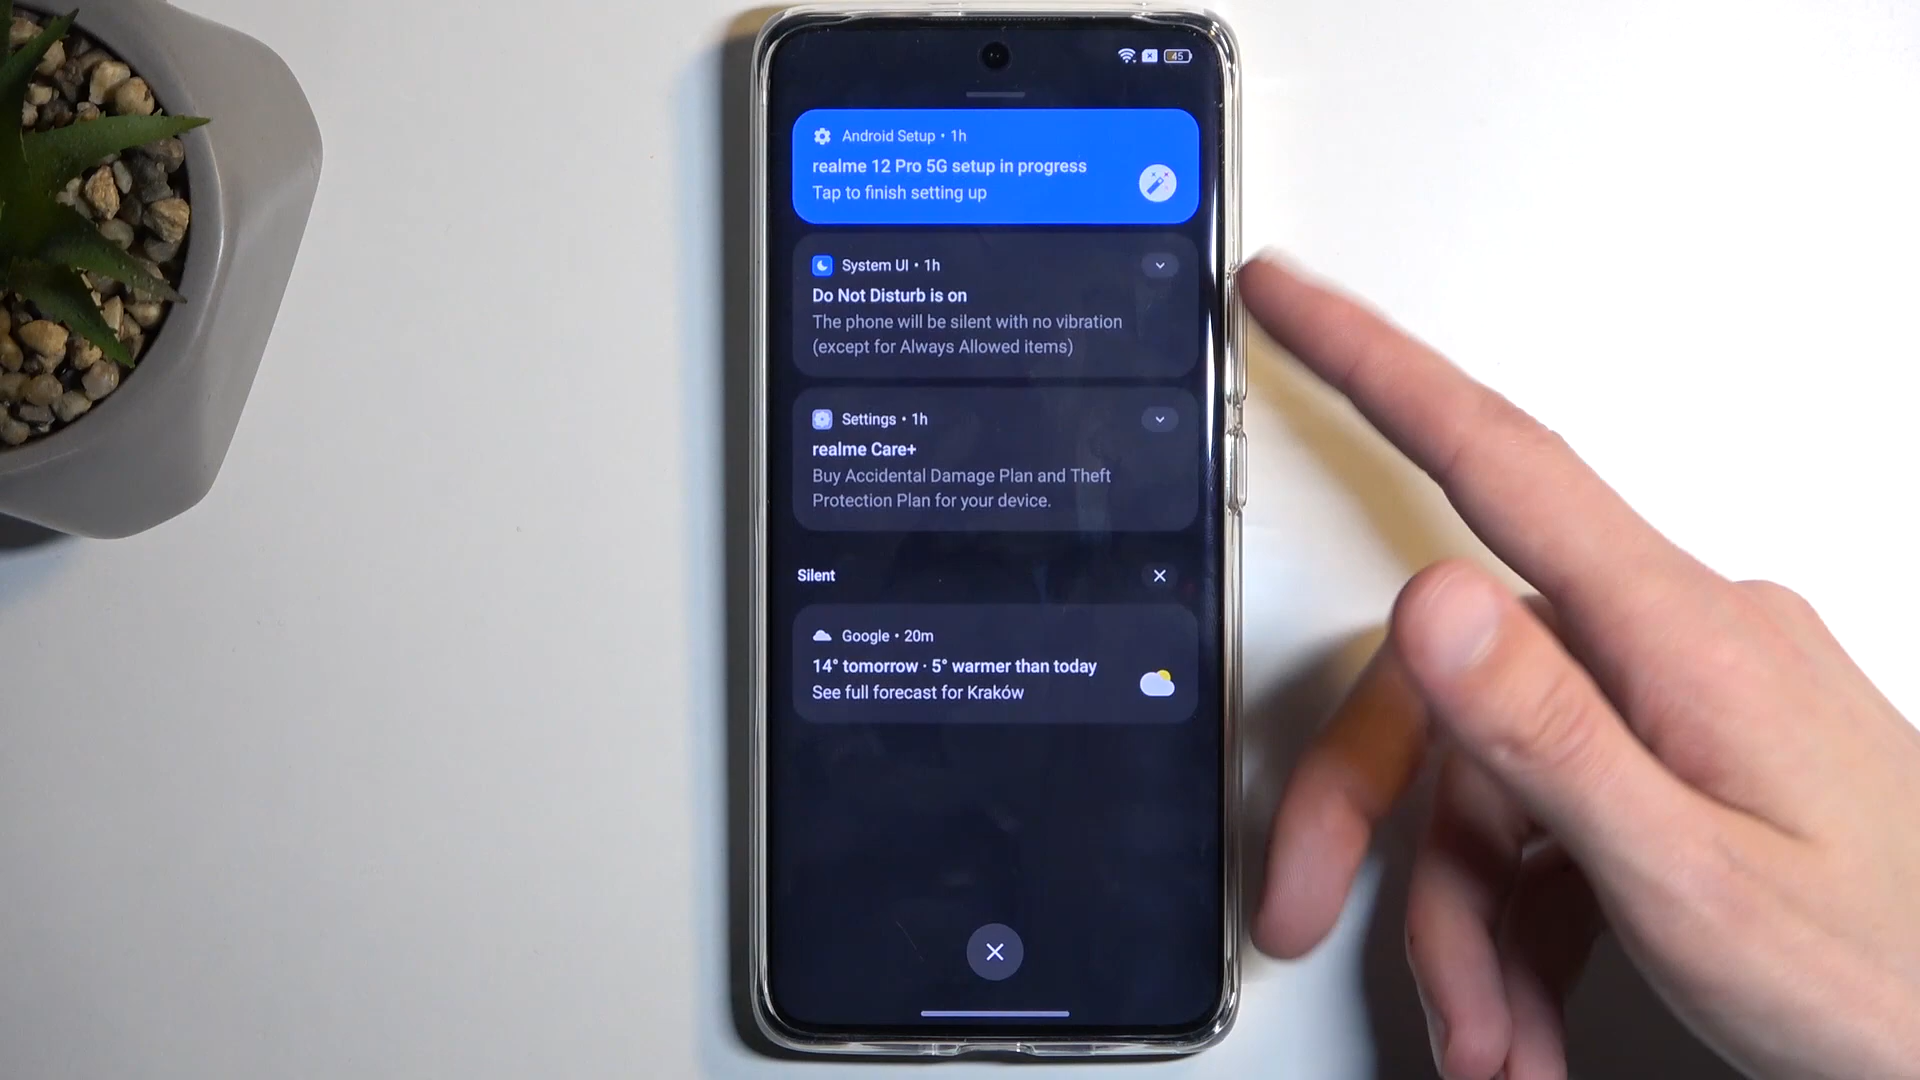 45
Android Setup • 1h
realme 12 Pro 5G setup in progress
Tap to finish setting up
System UI • 1h
Do Not Disturb is on
The phone will be silent with no vibration
(except for Always Allowed items)
Settings • 1h
realme Care+
Buy Accidental Damage Plan and Theft
Protection Plan for your device.
Silent
Google • 20m
14° tomorrow · 5° warmer than today
See full forecast for Kraków